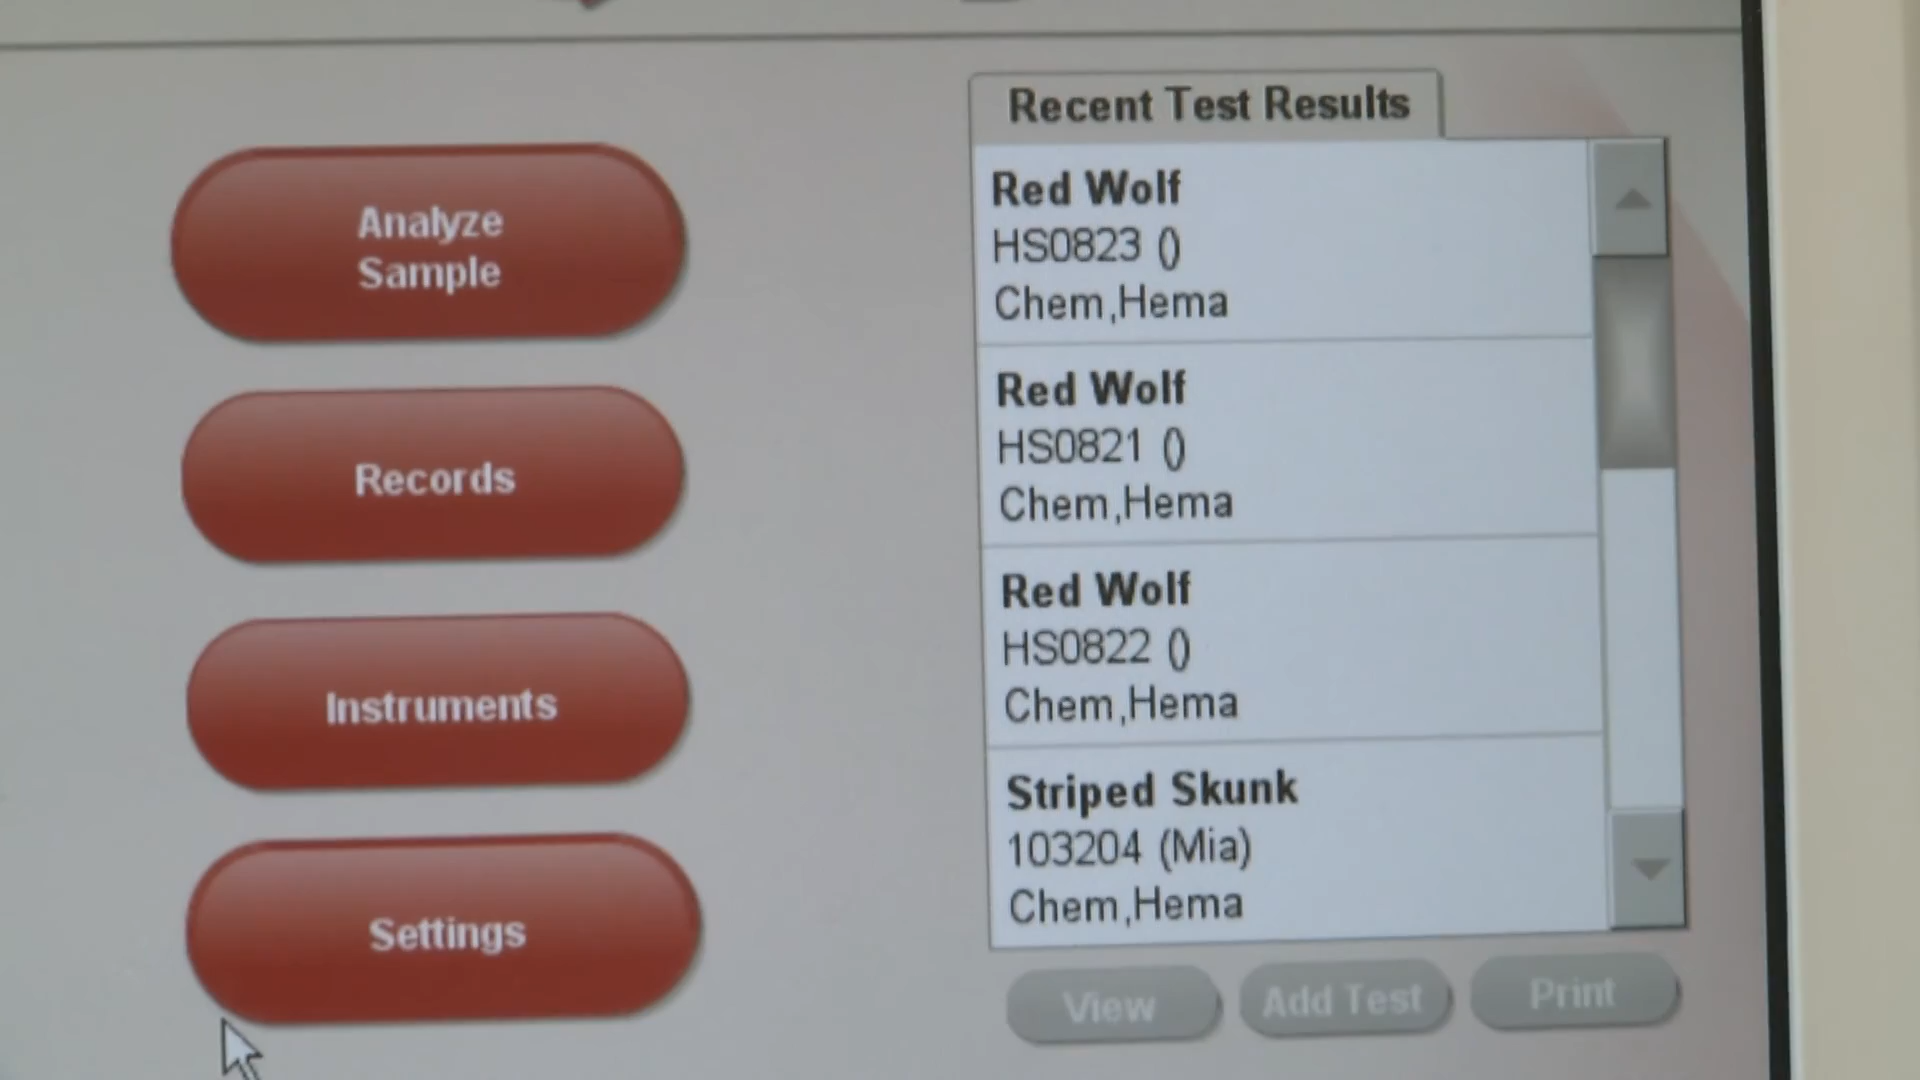 Analyze
Sample
Records
Instruments
Settings
Recent Test Results
Red Wolf
HS0823 ()
Chem,Hema
Red Wolf
HS0821 ()
Chem,Hema
Red Wolf
HS0822 ()
Chem,Hema
Striped Skunk
103204 (Mia)
Chem,Hema
View
Add Test
Print